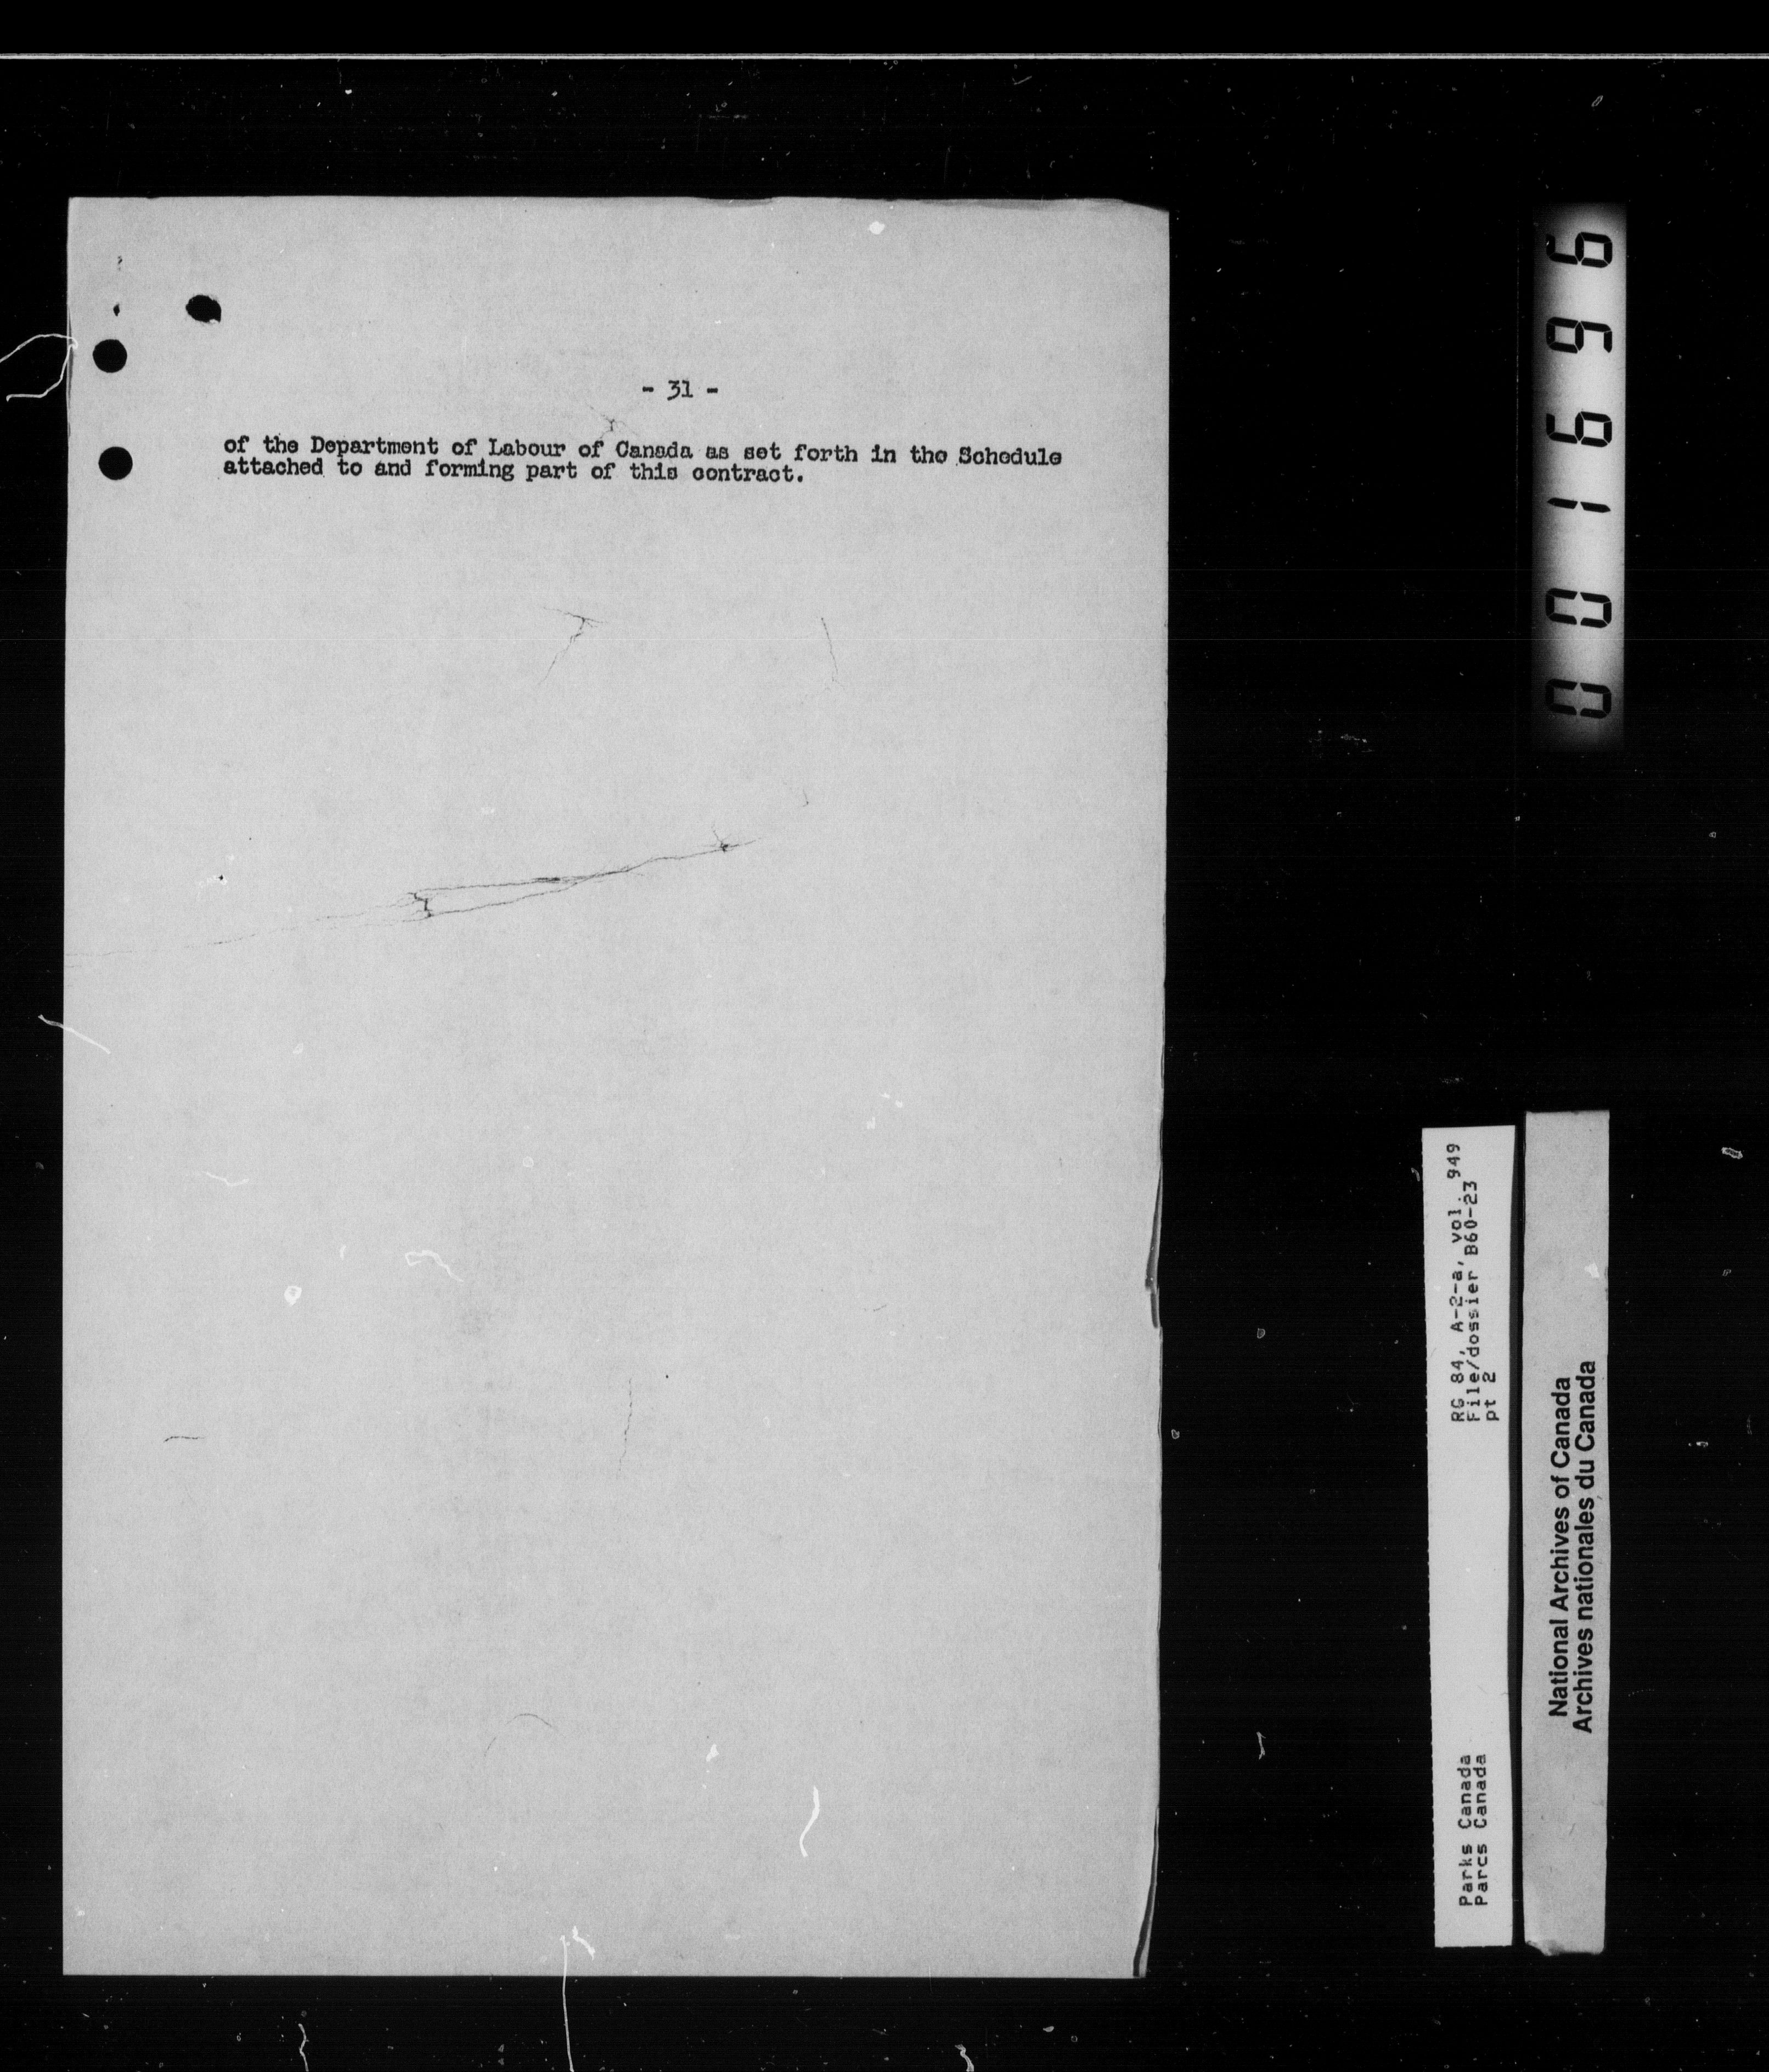 - 31 -
of the Department of Labour of Canada as set forth in the Schedule
attached to and forming part of this contract.
001696
RG 84, A-2-a, vol. 949
File/dossier B60-23
pt 2
Parks Canada
Parcs Canada
National Archives of Canada
Archives nationales du Canada